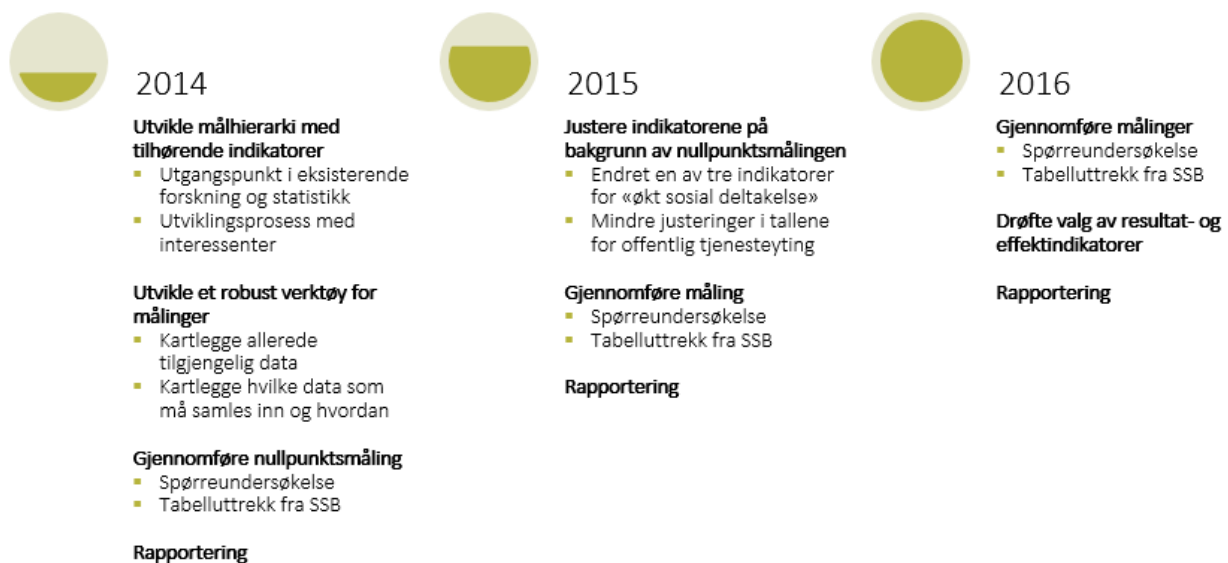 2014
Utvikle målhierarki med
tilhørende indikatorer
▪ Utgangspunkt i eksisterende
forskning og statistikk
▪ Utviklingsprosess med
interessenter
Utvikle et robust verktøy for
målinger
▪ Kartlegge allerede
tilgjengelig data
▪ Kartlegge hvilke data som
må samles inn og hvordan
Gjennomføre nullpunktsmåling
▪ Spørreundersøkelse
▪ Tabelluttrekk fra SSB
Rapportering
2015
Justere indikatorene på
bakgrunn av nullpunktsmålingen
▪ Endret en av tre indikatorer
for «økt sosial deltakelse»
▪ Mindre justeringer i tallene
for offentlig tjenesteyting
Gjennomføre måling
▪ Spørreundersøkelse
▪ Tabelluttrekk fra SSB
Rapportering
2016
Gjennomføre målinger
▪ Spørreundersøkelse
▪ Tabelluttrekk fra SSB
Drøfte valg av resultat- og
effektindikatorer
Rapportering